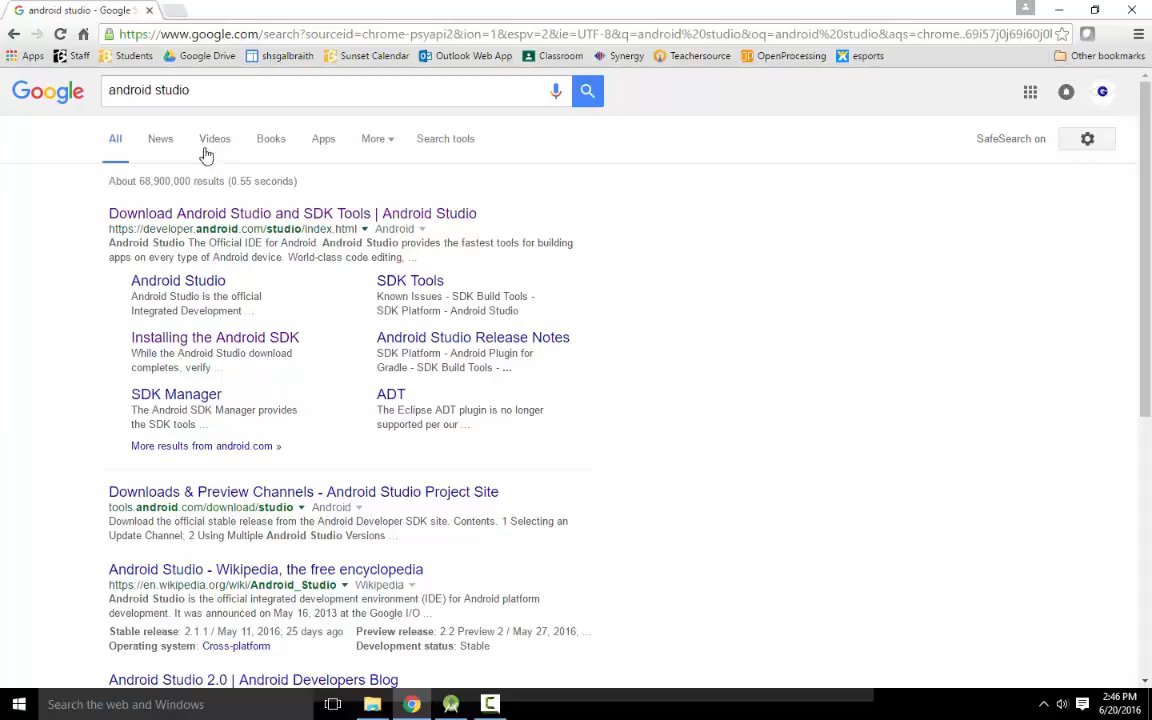 android studio - Google S
https://www.google.com/search?sourceid=chrome-psyapi2&ion=1&espv=2&ie=UTF-8&q=android%20studio&oq=android%20studio&aqs=chrome..69i57j0j69i60j0l
Apps Staff Students Google Drive shsgalbraith Sunset Calendar Outlook Web App Classroom Synergy Teachersource OpenProcessing esports Other bookmarks
Google android studio G
All News Videos Books Apps More Search tools SafeSearch on
About 68,900,000 results (0.55 seconds)
Download Android Studio and SDK Tools | Android Studio
https://developer.android.com/studio/index.html Android
Android Studio The Official IDE for Android. Android Studio provides the fastest tools for building
apps on every type of Android device. World-class code editing, ...
Android Studio
Android Studio is the official
Integrated Development ...
SDK Tools
Known Issues - SDK Build Tools -
SDK Platform - Android Studio
Installing the Android SDK
While the Android Studio download
completes, verify ...
Android Studio Release Notes
SDK Platform - Android Plugin for
Gradle - SDK Build Tools - ...
SDK Manager
The Android SDK Manager provides
the SDK tools ...
ADT
The Eclipse ADT plugin is no longer
supported per our ...
More results from android.com »
Downloads & Preview Channels - Android Studio Project Site
tools.android.com/download/studio Android
Download the official stable release from the Android Developer SDK site. Contents. 1 Selecting an
Update Channel; 2 Using Multiple Android Studio Versions ...
Android Studio - Wikipedia, the free encyclopedia
https://en.wikipedia.org/wiki/Android_Studio Wikipedia
Android Studio is the official integrated development environment (IDE) for Android platform
development. It was announced on May 16, 2013 at the Google I/O ...
Stable release: 2.1.1 / May 11, 2016, 25 days ago Preview release: 2.2 Preview 2 / May 27, 2016, ...
Operating system: Cross-platform Development status: Stable
Android Studio 2.0 | Android Developers Blog
Search the web and Windows
2:46 PM
6/20/2016